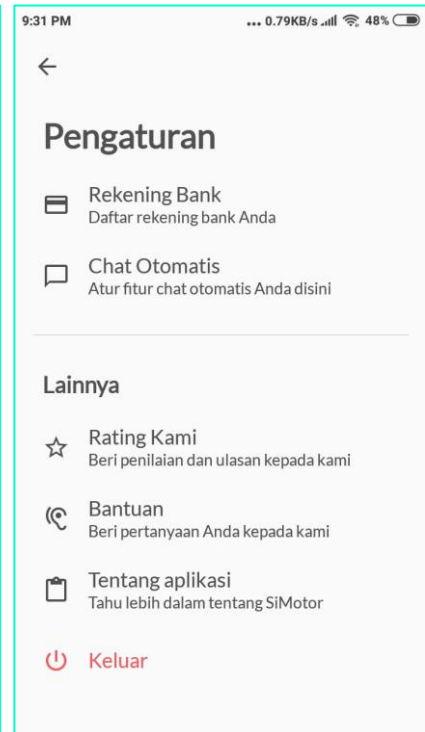 9:31 PM ... 0.79KB/s 48%
Pengaturan
Rekening Bank
Daftar rekening bank Anda
Chat Otomatis
Atur fitur chat otomatis Anda disini
Lainnya
Rating Kami
Beri penilaian dan ulasan kepada kami
Bantuan
Beri pertanyaan Anda kepada kami
Tentang aplikasi
Tahu lebih dalam tentang SiMotor
Keluar